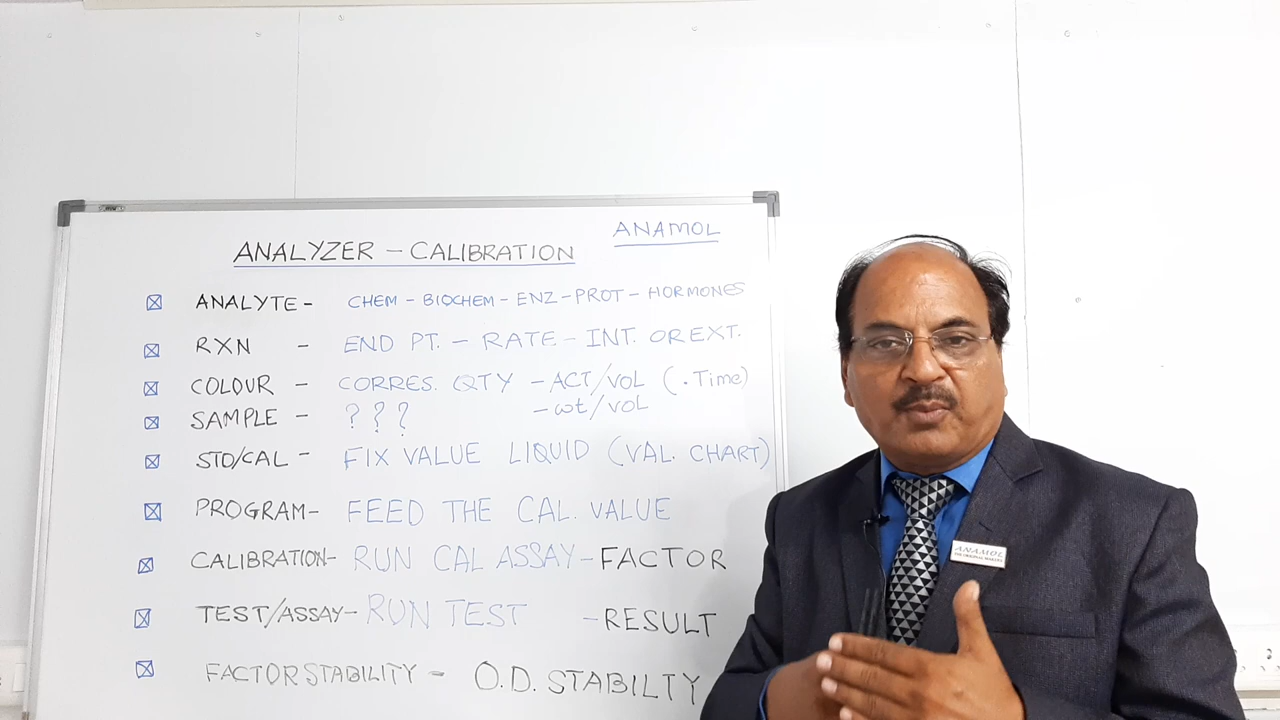 ANAMOL
ANALYZER - CALIBRATION
ANALYTE - CHEM - BIOCHEM - ENZ - PROT - HORMONES
RXN - END PT. - RATE - INT. OR EXT.
COLOUR - CORRES. QTY - ACT/VOL (.Time)
SAMPLE - ? ? ? - wt/VOL
STD/CAL - FIX VALUE LIQUID (VAL. CHART)
PROGRAM - FEED THE CAL. VALUE
CALIBRATION - RUN CAL ASSAY - FACTOR
TEST/ASSAY - RUN TEST - RESULT
FACTOR STABILITY - O.D. STABILTY
ANAMOL